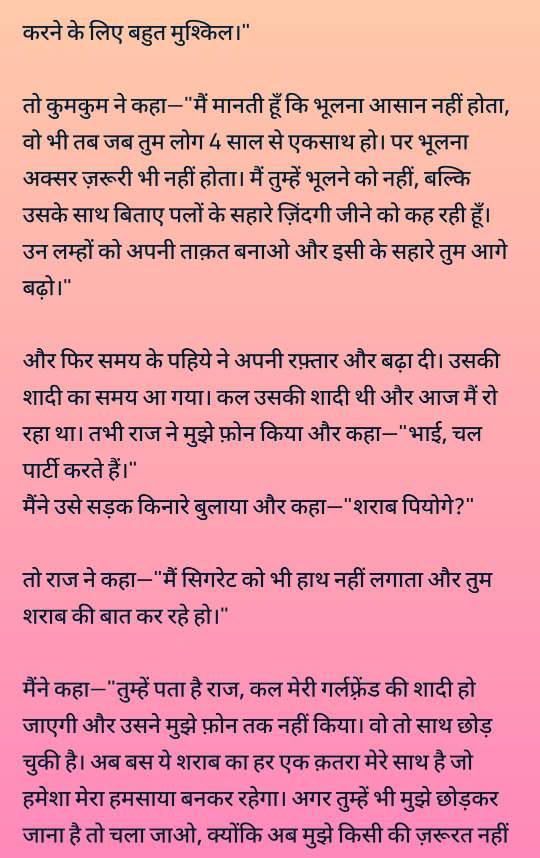 करने के लिए बहुत मुश्किल।"
तो कुमकुम ने कहा—"मैं मानती हूँ कि भूलना आसान नहीं होता,
वो भी तब जब तुम लोग 4 साल से एकसाथ हो। पर भूलना
अक्सर ज़रूरी भी नहीं होता। मैं तुम्हें भूलने को नहीं, बल्कि
उसके साथ बिताए पलों के सहारे ज़िंदगी जीने को कह रही हूँ।
उन लम्हों को अपनी ताक़त बनाओ और इसी के सहारे तुम आगे
बढ़ो।"
और फिर समय के पहिये ने अपनी रफ़्तार और बढ़ा दी। उसकी
शादी का समय आ गया। कल उसकी शादी थी और आज मैं रो
रहा था। तभी राज ने मुझे फ़ोन किया और कहा—"भाई, चल
पार्टी करते हैं।"
मैंने उसे सड़क किनारे बुलाया और कहा—"शराब पियोगे?"
तो राज ने कहा—"मैं सिगरेट को भी हाथ नहीं लगाता और तुम
शराब की बात कर रहे हो।"
मैंने कहा—"तुम्हें पता है राज, कल मेरी गर्लफ़्रेंड की शादी हो
जाएगी और उसने मुझे फ़ोन तक नहीं किया। वो तो साथ छोड़
चुकी है। अब बस ये शराब का हर एक क़तरा मेरे साथ है जो
हमेशा मेरा हमसाया बनकर रहेगा। अगर तुम्हें भी मुझे छोड़कर
जाना है तो चला जाओ, क्योंकि अब मुझे किसी की ज़रूरत नहीं